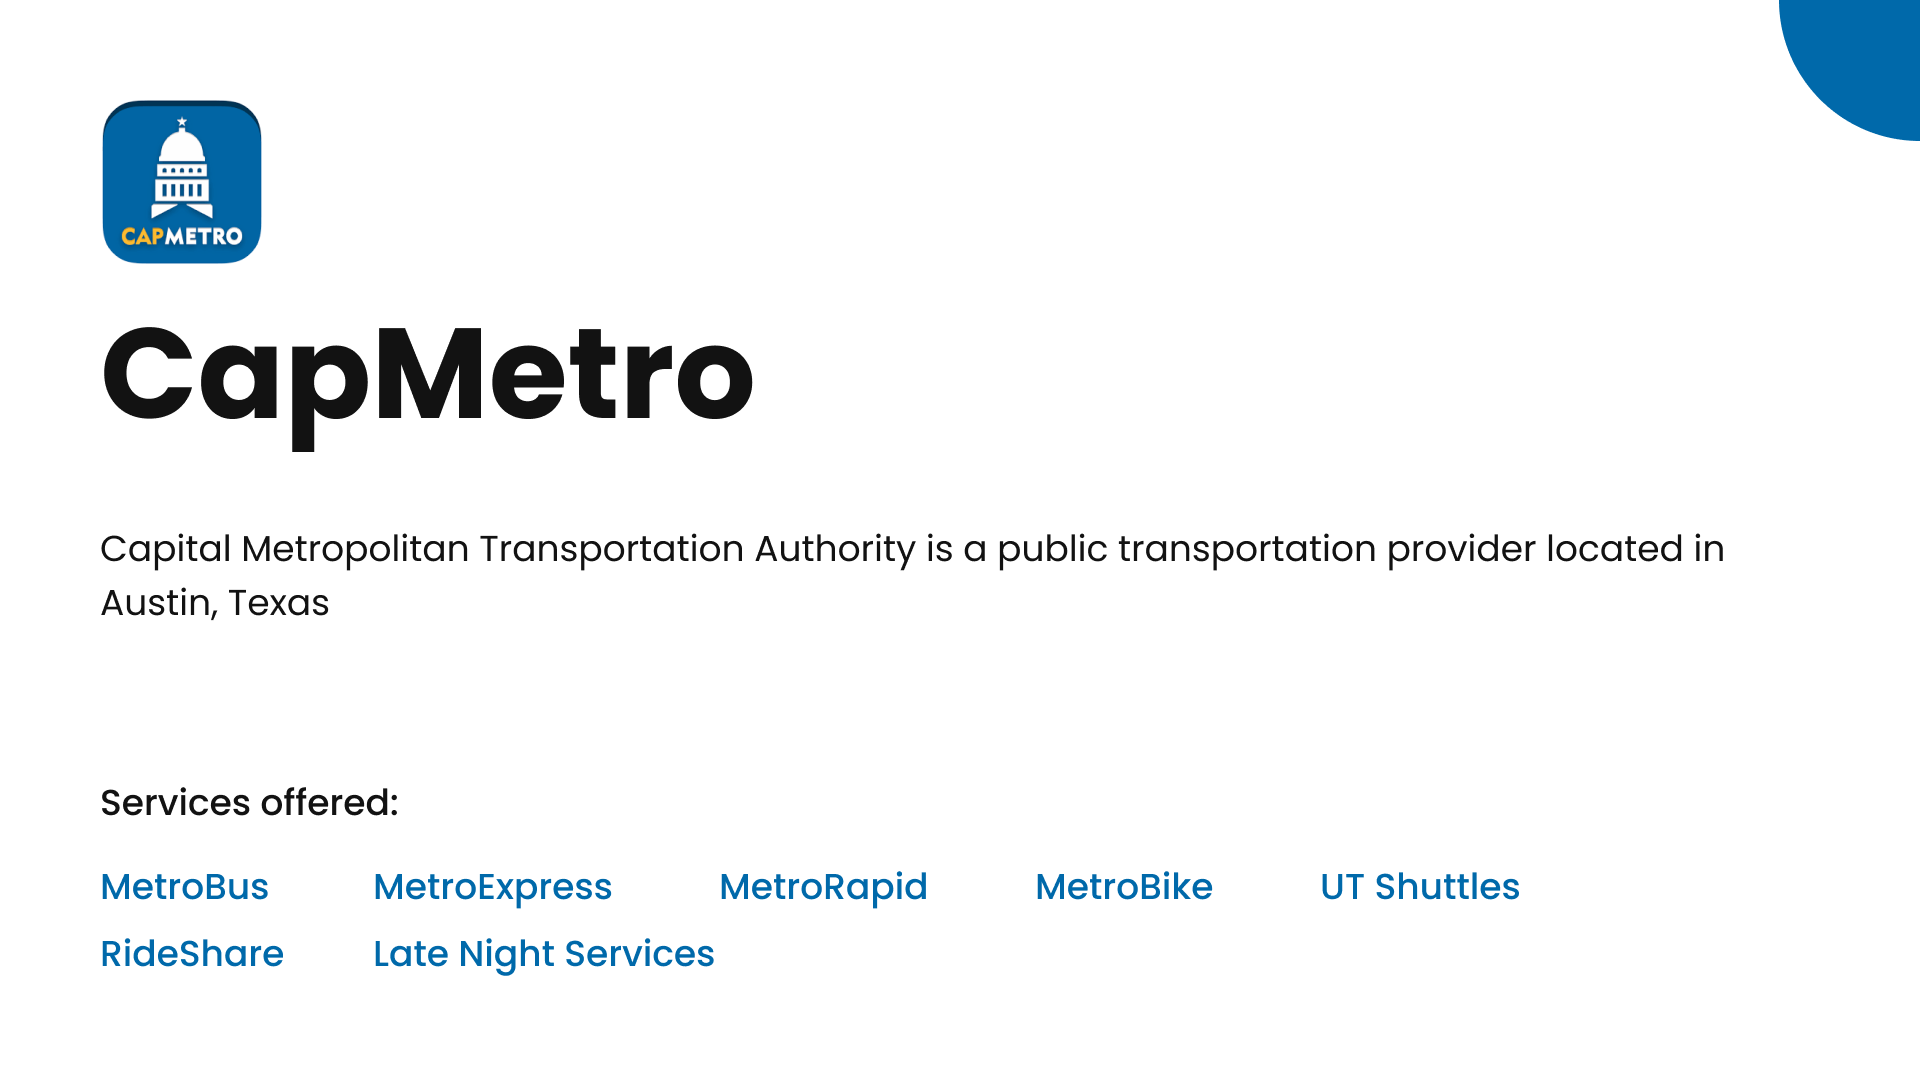 CAPMETRO
CapMetro
Capital Metropolitan Transportation Authority is a public transportation provider located in
Austin, Texas
Services offered:
MetroBus MetroExpress MetroRapid MetroBike UT Shuttles
RideShare Late Night Services